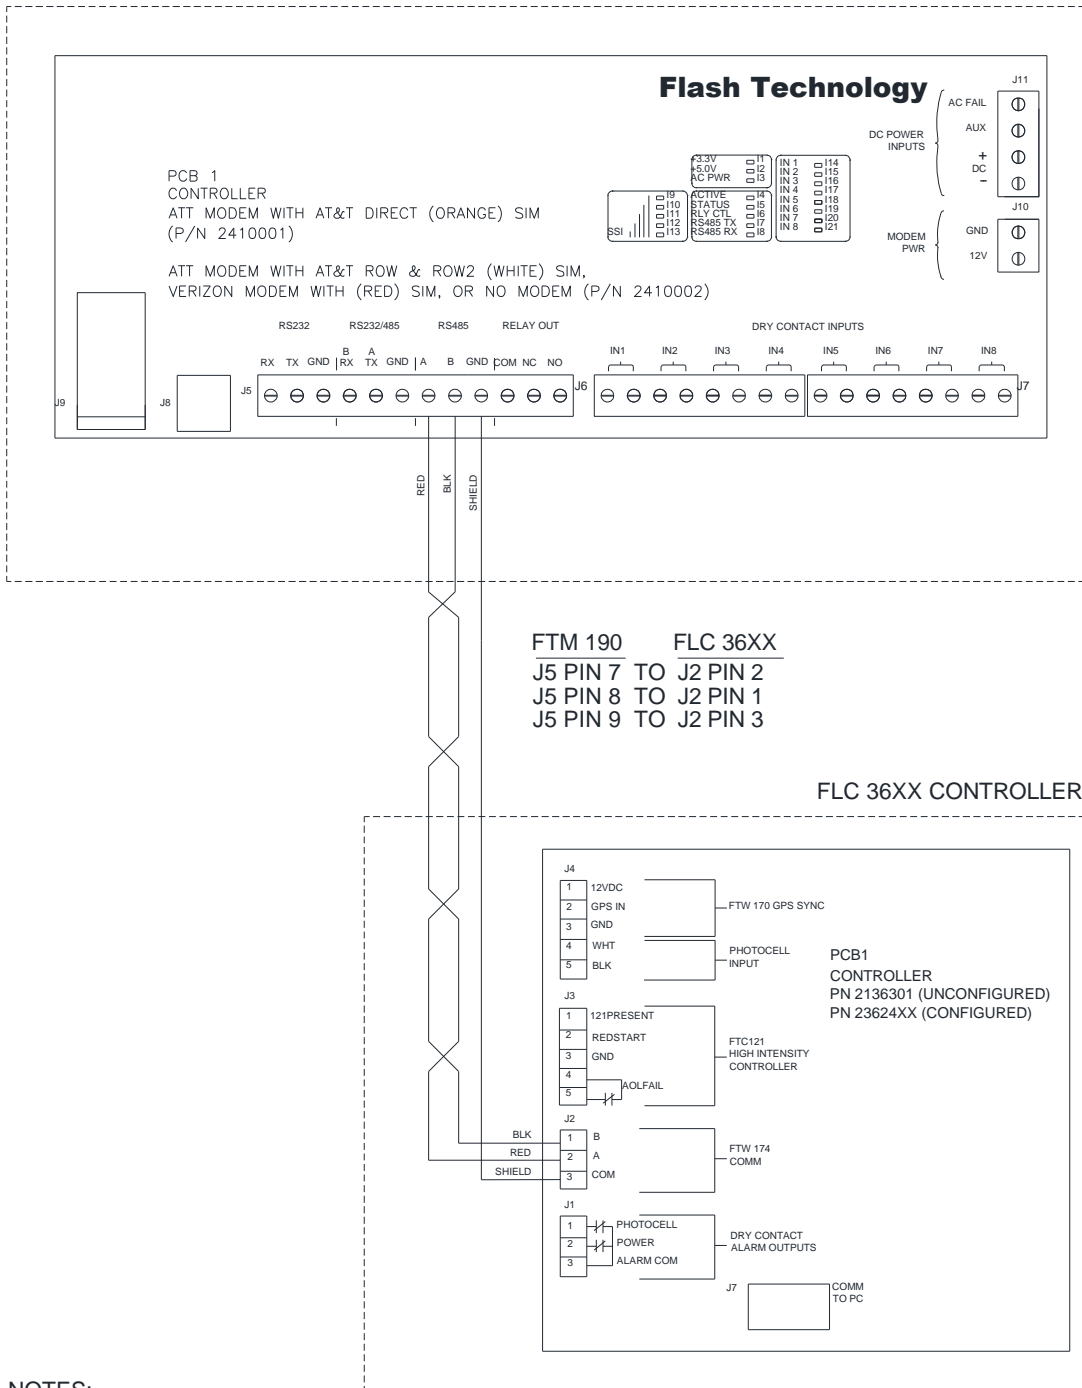 Flash Technology
J11
AC FAIL
AUX
+
DC
-
DC POWER
INPUTS
J10
GND
12V
MODEM
PWR
PCB 1
CONTROLLER
ATT MODEM WITH AT&T DIRECT (ORANGE) SIM
(P/N 2410001)
ATT MODEM WITH AT&T ROW & ROW2 (WHITE) SIM,
VERIZON MODEM WITH (RED) SIM, OR NO MODEM (P/N 2410002)
+3.3V I1
+5.0V I2
AC PWR I3
SSI
I9
I10
I11
I12
I13
ACTIVE I4
STATUS I5
RLY CTL I6
RS485 TX I7
RS485 RX I8
IN 1 I14
IN 2 I15
IN 3 I16
IN 4 I17
IN 5 I18
IN 6 I19
IN 7 I20
IN 8 I21
RS232 RS232/485 RS485 RELAY OUT
DRY CONTACT INPUTS
B A
RX TX GND RX TX GND A B GND COM NC NO
IN1 IN2 IN3 IN4 IN5 IN6 IN7 IN8
J9
J8
J5
J6
J7
RED
BLK
SHIELD
FTM 190 FLC 36XX
J5 PIN 7 TO J2 PIN 2
J5 PIN 8 TO J2 PIN 1
J5 PIN 9 TO J2 PIN 3
FLC 36XX CONTROLLER
J4
1 12VDC
2 GPS IN
3 GND
4 WHT
5 BLK
FTW 170 GPS SYNC
PHOTOCELL
INPUT
PCB1
CONTROLLER
PN 2136301 (UNCONFIGURED)
PN 23624XX (CONFIGURED)
J3
1 121PRESENT
2 REDSTART
3 GND
4
5
AOLFAIL
FTC121
HIGH INTENSITY
CONTROLLER
J2
BLK 1 B
RED 2 A
SHIELD 3 COM
FTW 174
COMM
J1
1 PHOTOCELL
2 POWER
3 ALARM COM
DRY CONTACT
ALARM OUTPUTS
J7
COMM
TO PC
NOTES: